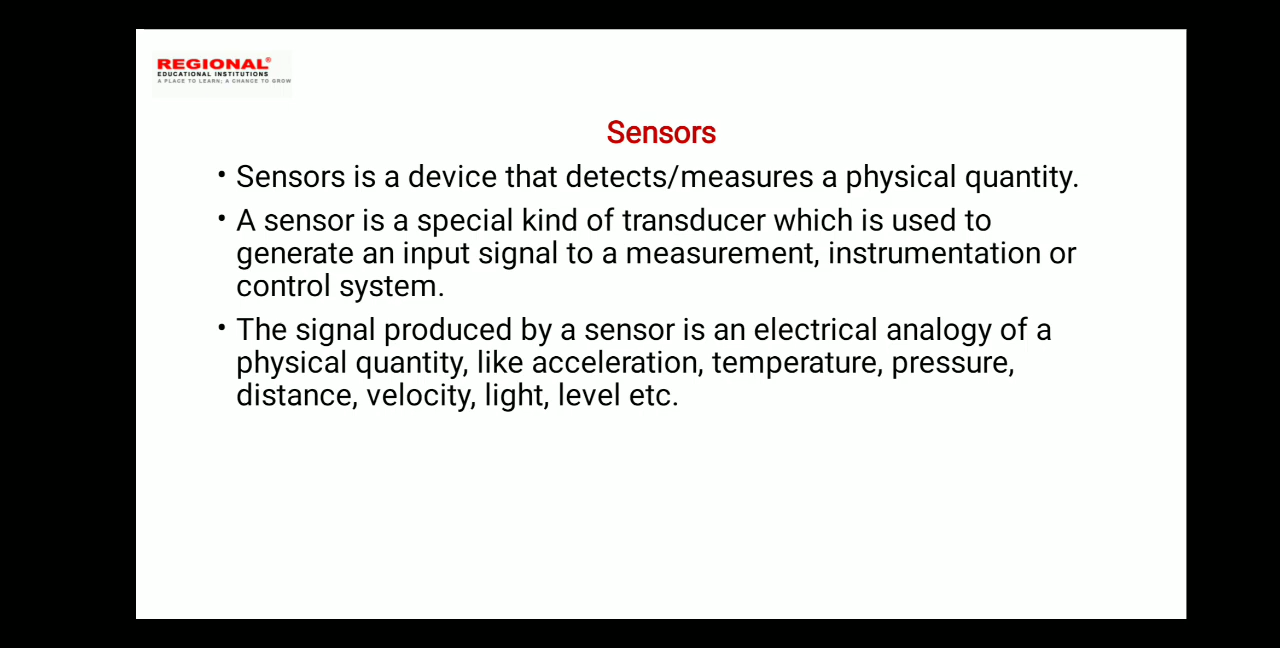 REGIONAL®
EDUCATIONAL INSTITUTIONS
A PLACE TO LEARN; A CHANCE TO GROW
Sensors
• Sensors is a device that detects/measures a physical quantity.
• A sensor is a special kind of transducer which is used to
generate an input signal to a measurement, instrumentation or
control system.
• The signal produced by a sensor is an electrical analogy of a
physical quantity, like acceleration, temperature, pressure,
distance, velocity, light, level etc.